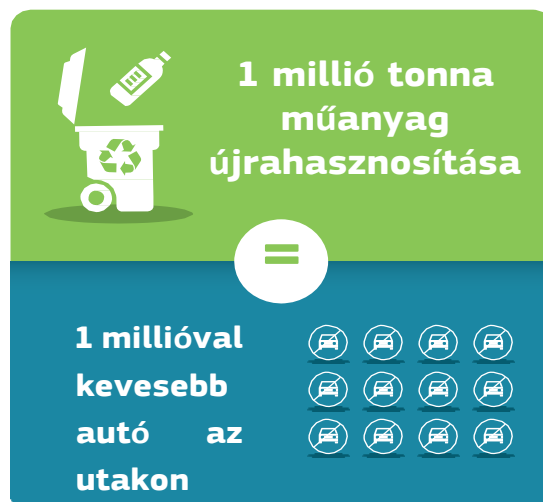 1 millió tonna
műanyag
újrahasznosítása
=
1 millióval
kevesebb
autó az
utakon